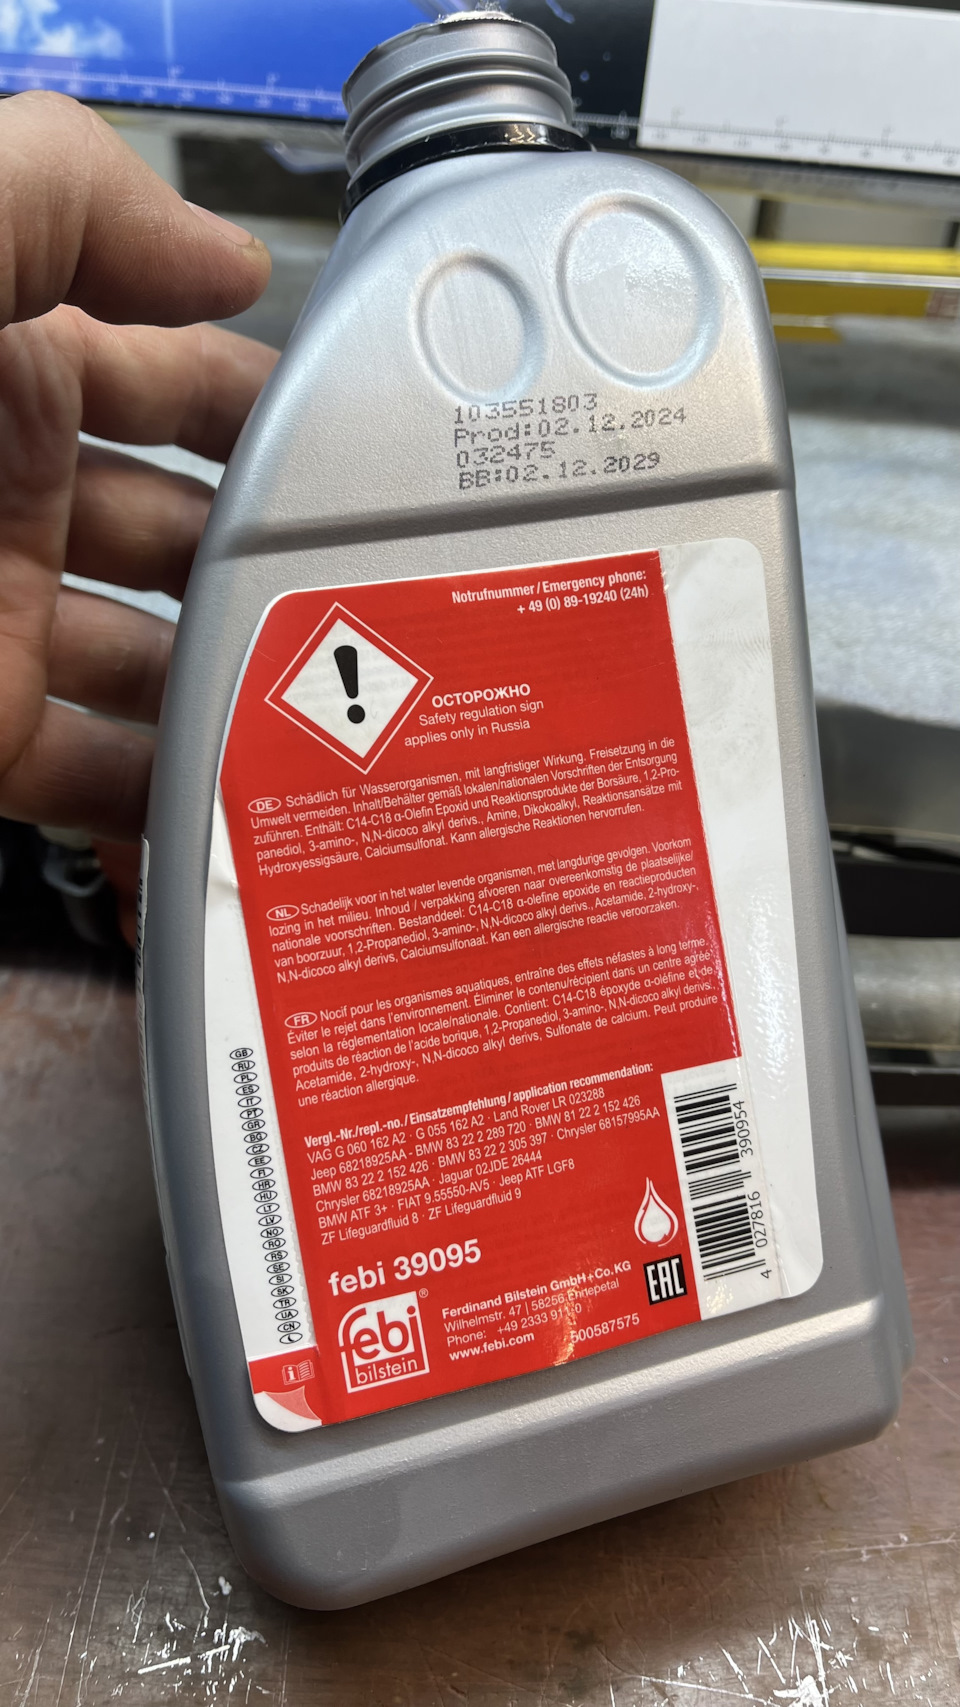 103551803
Prod:02.12.2024
032475
BB:02.12.2029
Notrufnummer / Emergency phone:
+ 49 (0) 89-19240 (24h)
ОСТОРОЖНО
Safety regulation sign
applies only in Russia
DE Schädlich für Wasserorganismen, mit langfristiger Wirkung. Freisetzung in die
Umwelt vermeiden. Inhalt/Behälter gemäß lokalen/nationalen Vorschriften der Entsorgung
zuführen. Enthält: C14-C18 α-Olefin Epoxid und Reaktionsprodukte der Borsäure, 1,2-Pro-
panediol, 3-amino-, N,N-dicoco alkyl derivs., Amine, Dikokoalkyl, Reaktionsansätze mit
Hydroxyessigsäure, Calciumsulfonat. Kann allergische Reaktionen hervorrufen.
NL Schadelijk voor in het water levende organismen, met langdurige gevolgen. Voorkom
lozing in het milieu. Inhoud / verpakking afvoeren naar overeenkomstig de plaatselijke/
nationale voorschriften. Bestanddeel: C14-C18 α-olefine epoxide en reactieproducten
van boorzuur, 1,2-Propanediol, 3-amino-, N,N-dicoco alkyl derivs., Acetamide, 2-hydroxy-,
N,N-dicoco alkyl derivs, Calciumsulfonaat. Kan een allergische reactie veroorzaken.
FR Nocif pour les organismes aquatiques, entraîne des effets néfastes à long terme.
Éviter le rejet dans l'environnement. Éliminer le contenu/récipient dans un centre agréé
selon la réglementation locale/nationale. Contient: C14-C18 époxyde α-oléfine et de
produits de réaction de l'acide borique, 1,2-Propanediol, 3-amino-, N,N-dicoco alkyl derivs.,
Acetamide, 2-hydroxy-, N,N-dicoco alkyl derivs, Sulfonate de calcium. Peut produire
une réaction allergique.
GB
RU
PL
ES
IT
PT
GR
BG
CZ
EE
FI
HR
HU
LT
LV
NO
RO
RS
SE
SI
SK
TR
UA
CN
Vergl.-Nr./repl.-no./ Einsatzempfehlung / application recommendation:
VAG G 060 162 A2 · G 055 162 A2 · Land Rover LR 023288
Jeep 68218925AA - BMW 83 22 2 289 720 · BMW 81 22 2 152 426
BMW 83 22 2 152 426 · BMW 83 22 2 305 397 · Chrysler 68157995AA
Chrysler 68218925AA · Jaguar 02JDE 26444
BMW ATF 3+ · FIAT 9.55550-AV5 · Jeep ATF LGF8
ZF Lifeguardfluid 8 · ZF Lifeguardfluid 9
febi 39095
febi ®
bilstein
Ferdinand Bilstein GmbH+Co.KG
Wilhelmstr. 47 | 58256 Ennepetal
Phone: +49 2333 911-0
www.febi.com 500587575
EAC
4 027816 390954